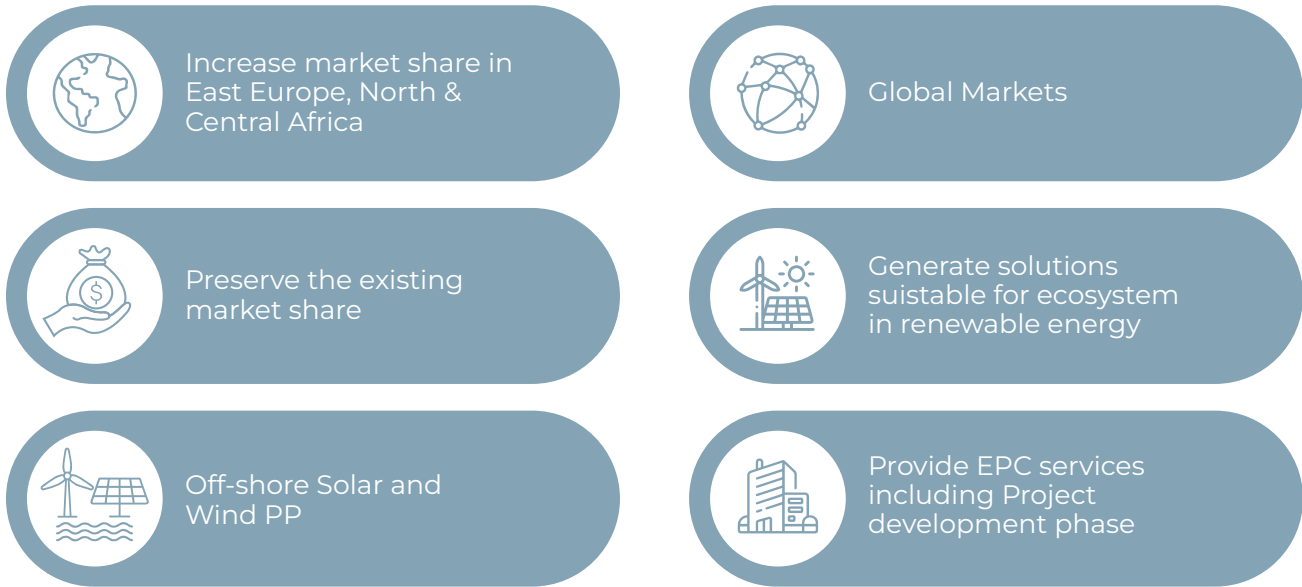 Increase market share in
East Europe, North &
Central Africa
Global Markets
Preserve the existing
market share
Generate solutions
suistable for ecosystem
in renewable energy
Off-shore Solar and
Wind PP
Provide EPC services
including Project
development phase
$